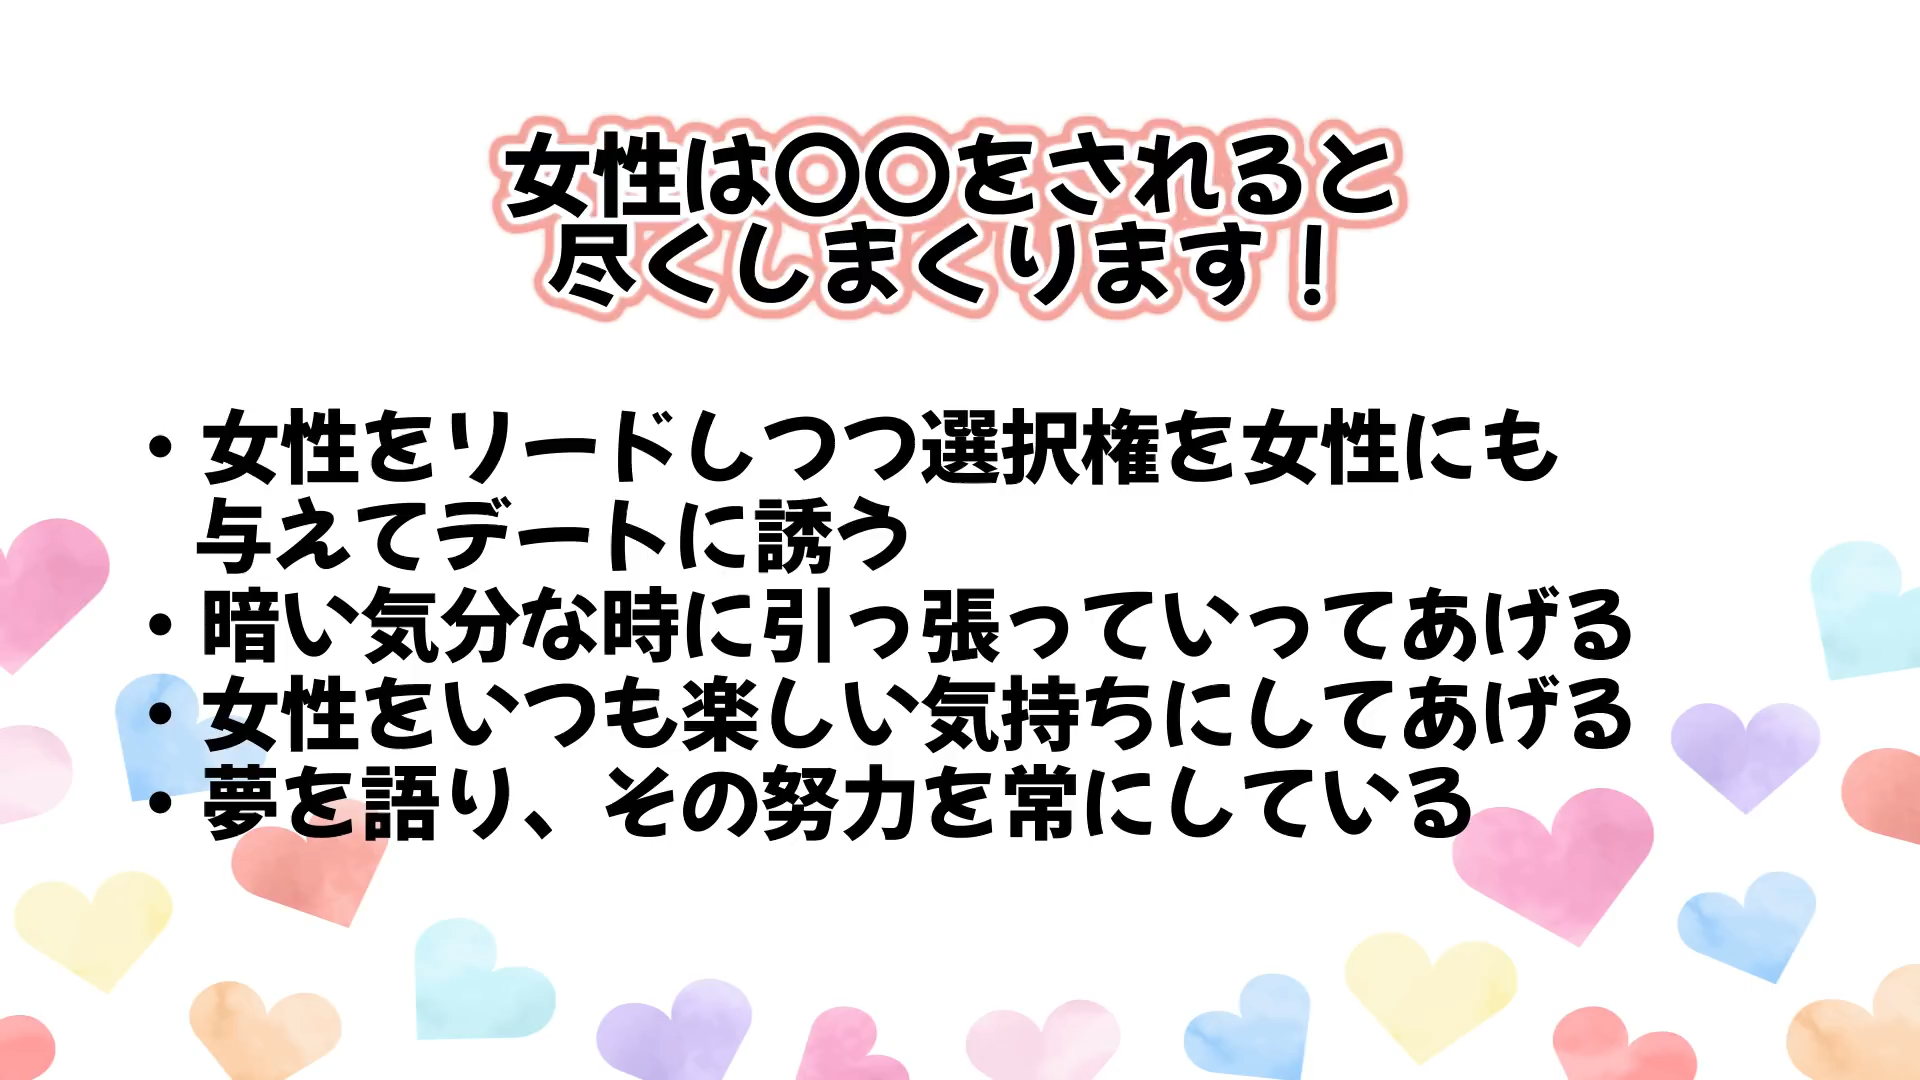 女性は〇〇をされると
尽くしまくります！
・女性をリードしつつ選択権を女性にも
与えてデートに誘う
・暗い気分な時に引っ張っていってあげる
・女性をいつも楽しい気持ちにしてあげる
・夢を語り、その努力を常にしている